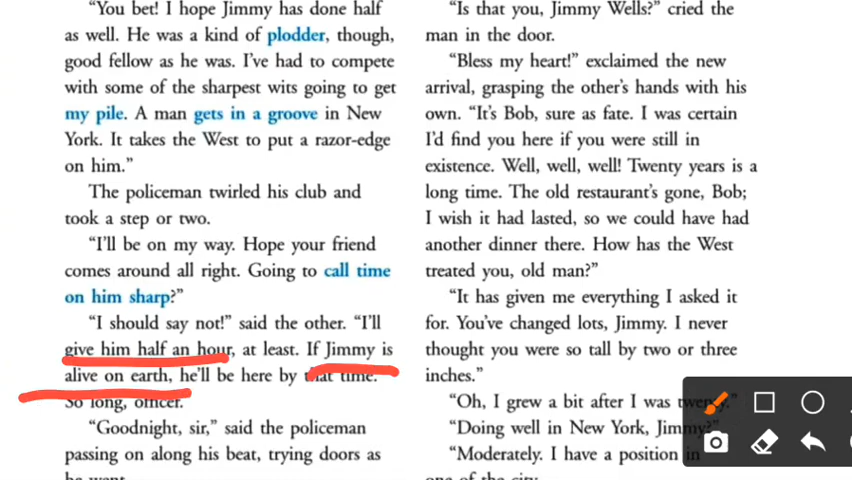 “You bet! I hope Jimmy has done half
as well. He was a kind of plodder, though,
good fellow as he was. I’ve had to compete
with some of the sharpest wits going to get
my pile. A man gets in a groove in New
York. It takes the West to put a razor-edge
on him.”
The policeman twirled his club and
took a step or two.
“I’ll be on my way. Hope your friend
comes around all right. Going to call time
on him sharp?”
“I should say not!” said the other. “I’ll
give him half an hour, at least. If Jimmy is
alive on earth, he’ll be here by that time.
So long, officer.
“Goodnight, sir,” said the policeman
passing on along his beat, trying doors as
he went.
“Is that you, Jimmy Wells?” cried the
man in the door.
“Bless my heart!” exclaimed the new
arrival, grasping the other’s hands with his
own. “It’s Bob, sure as fate. I was certain
I’d find you here if you were still in
existence. Well, well, well! Twenty years is a
long time. The old restaurant’s gone, Bob;
I wish it had lasted, so we could have had
another dinner there. How has the West
treated you, old man?”
“It has given me everything I asked it
for. You’ve changed lots, Jimmy. I never
thought you were so tall by two or three
inches.”
“Oh, I grew a bit after I was twenty.”
“Doing well in New York, Jimmy?”
“Moderately. I have a position in
one of the city